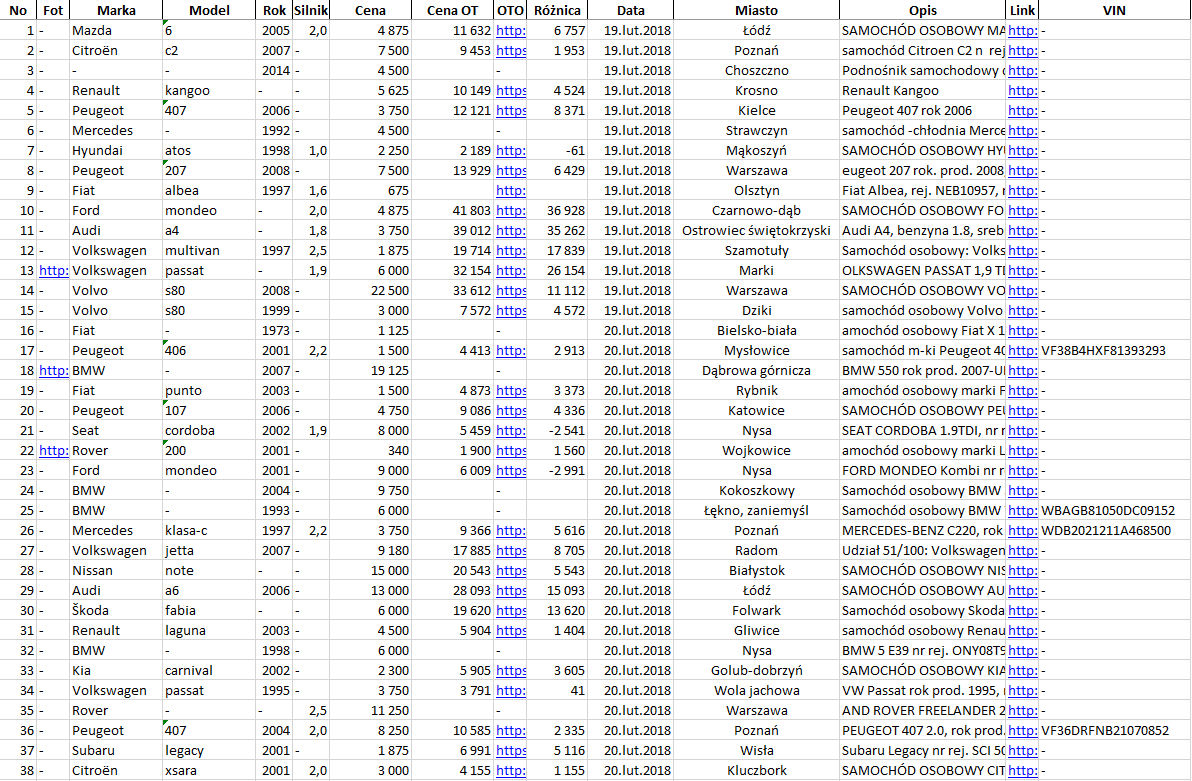 No Fot Marka Model Rok Silnik Cena Cena OT OTO Różnica Data Miasto Opis Link VIN
1 - Mazda 6 2005 2,0 4 875 11 632 http: 6 757 19.lut.2018 Łódź SAMOCHÓD OSOBOWY MA http: -
2 - Citroën c2 2007 - 7 500 9 453 https 1 953 19.lut.2018 Poznań samochód Citroen C2 n rej http: -
3 - - - 2014 - 4 500 - 19.lut.2018 Choszczno Podnośnik samochodowy http: -
4 - Renault kangoo - - 5 625 10 149 https 4 524 19.lut.2018 Krosno Renault Kangoo http: -
5 - Peugeot 407 2006 - 3 750 12 121 https 8 371 19.lut.2018 Kielce Peugeot 407 rok 2006 http: -
6 - Mercedes - 1992 - 4 500 - 19.lut.2018 Strawczyn samochód -chłodnia Merce http: -
7 - Hyundai atos 1998 1,0 2 250 2 189 http: -61 19.lut.2018 Mąkoszyń SAMOCHÓD OSOBOWY HYU http: -
8 - Peugeot 207 2008 - 7 500 13 929 https 6 429 19.lut.2018 Warszawa eugeot 207 rok. prod. 2008 http: -
9 - Fiat albea 1997 1,6 675 http: 19.lut.2018 Olsztyn Fiat Albea, rej. NEB10957, http: -
10 - Ford mondeo - 2,0 4 875 41 803 http: 36 928 19.lut.2018 Czarnowo-dąb SAMOCHÓD OSOBOWY FO http: -
11 - Audi a4 - 1,8 3 750 39 012 http: 35 262 19.lut.2018 Ostrowiec świętokrzyski Audi A4, benzyna 1.8, sreb http: -
12 - Volkswagen multivan 1997 2,5 1 875 19 714 http: 17 839 19.lut.2018 Szamotuły Samochód osobowy: Volks http: -
13 http: Volkswagen passat - 1,9 6 000 32 154 http: 26 154 19.lut.2018 Marki OLKSWAGEN PASSAT 1,9 TD http: -
14 - Volvo s80 2008 - 22 500 33 612 https 11 112 19.lut.2018 Warszawa SAMOCHÓD OSOBOWY VO http: -
15 - Volvo s80 1999 - 3 000 7 572 https 4 572 19.lut.2018 Dziki samochód osobowy Volvo http: -
16 - Fiat - 1973 - 1 125 - 20.lut.2018 Bielsko-biała amochód osobowy Fiat X 1 http: -
17 - Peugeot 406 2001 2,2 1 500 4 413 http: 2 913 20.lut.2018 Mysłowice samochód m-ki Peugeot 40 http: VF38B4HXF81393293
18 http: BMW - 2007 - 19 125 - 20.lut.2018 Dąbrowa górnicza BMW 550 rok prod. 2007-U http: -
19 - Fiat punto 2003 - 1 500 4 873 https 3 373 20.lut.2018 Rybnik amochód osobowy marki F http: -
20 - Peugeot 107 2006 - 4 750 9 086 https 4 336 20.lut.2018 Katowice SAMOCHÓD OSOBOWY PEU http: -
21 - Seat cordoba 2002 1,9 8 000 5 459 http: -2 541 20.lut.2018 Nysa SEAT CORDOBA 1.9TDI, nr r http: -
22 http: Rover 200 2001 - 340 1 900 https 1 560 20.lut.2018 Wojkowice amochód osobowy marki L http: -
23 - Ford mondeo 2001 - 9 000 6 009 https -2 991 20.lut.2018 Nysa FORD MONDEO Kombi nr r http: -
24 - BMW - 2004 - 9 750 - 20.lut.2018 Kokoszkowy Samochód osobowy BMW http: -
25 - BMW - 1993 - 6 000 - 20.lut.2018 Łękno, zaniemyśl Samochód osobowy BMW http: WBAGB81050DC09152
26 - Mercedes klasa-c 1997 2,2 3 750 9 366 http: 5 616 20.lut.2018 Poznań MERCEDES-BENZ C220, rok http: WDB2021211A468500
27 - Volkswagen jetta 2007 - 9 180 17 885 https 8 705 20.lut.2018 Radom Udział 51/100: Volkswagen http: -
28 - Nissan note - - 15 000 20 543 https 5 543 20.lut.2018 Białystok SAMOCHÓD OSOBOWY NIS http: -
29 - Audi a6 2006 - 13 000 28 093 https 15 093 20.lut.2018 Łódź SAMOCHÓD OSOBOWY AU http: -
30 - Škoda fabia - - 6 000 19 620 https 13 620 20.lut.2018 Folwark Samochód osobowy Skoda http: -
31 - Renault laguna 2003 - 4 500 5 904 https 1 404 20.lut.2018 Gliwice samochód osobowy Renau http: -
32 - BMW - 1998 - 6 000 - 20.lut.2018 Nysa BMW 5 E39 nr rej. ONY08T9 http: -
33 - Kia carnival 2002 - 2 300 5 905 https 3 605 20.lut.2018 Golub-dobrzyń SAMOCHÓD OSOBOWY KIA http: -
34 - Volkswagen passat 1995 - 3 750 3 791 http: 41 20.lut.2018 Wola jachowa VW Passat rok prod. 1995, http: -
35 - Rover - - 2,5 11 250 - 20.lut.2018 Warszawa AND ROVER FREELANDER 2 http: -
36 - Peugeot 407 2004 2,0 8 250 10 585 http: 2 335 20.lut.2018 Poznań PEUGEOT 407 2.0, rok prod. http: VF36DRFNB21070852
37 - Subaru legacy 2001 - 1 875 6 991 https 5 116 20.lut.2018 Wisła Subaru Legacy nr rej. SCI 50 http: -
38 - Citroën xsara 2001 2,0 3 000 4 155 http: 1 155 20.lut.2018 Kluczbork SAMOCHÓD OSOBOWY CIT http: -